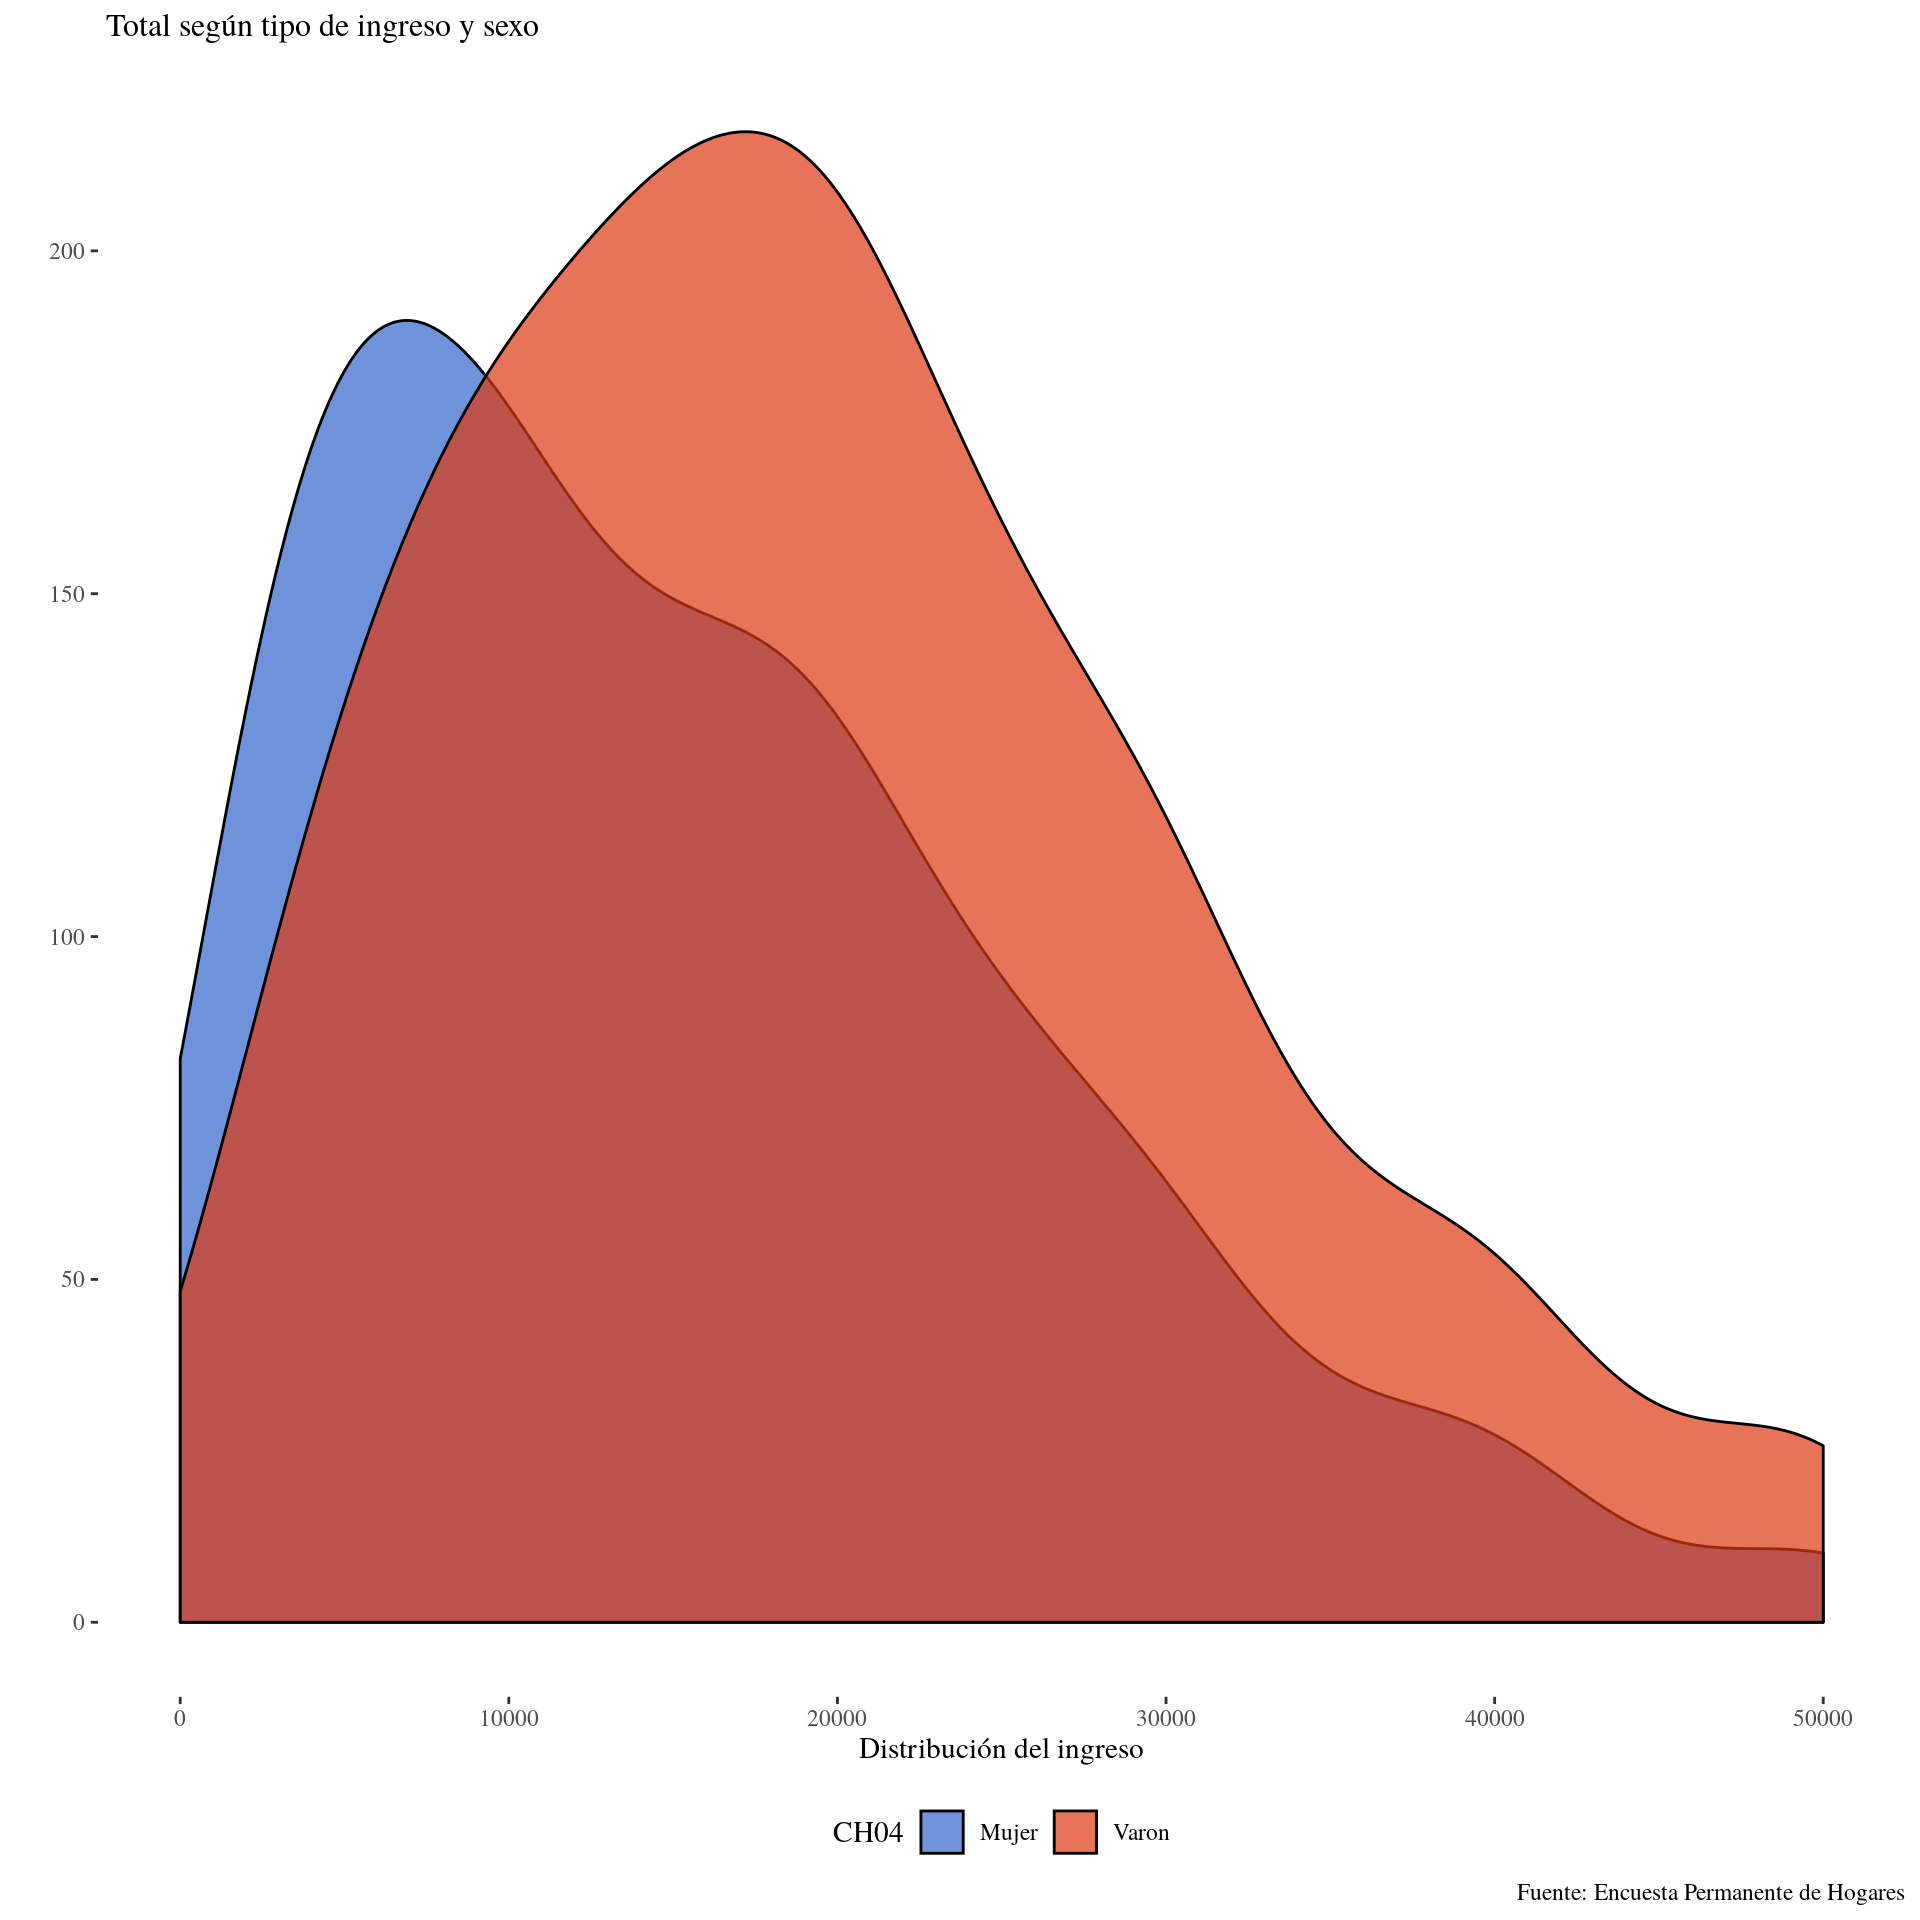 Total según tipo de ingreso y sexo
200
150
100
50
0
0 10000 20000 30000 40000 50000
Distribución del ingreso
CH04 Mujer Varon
Fuente: Encuesta Permanente de Hogares